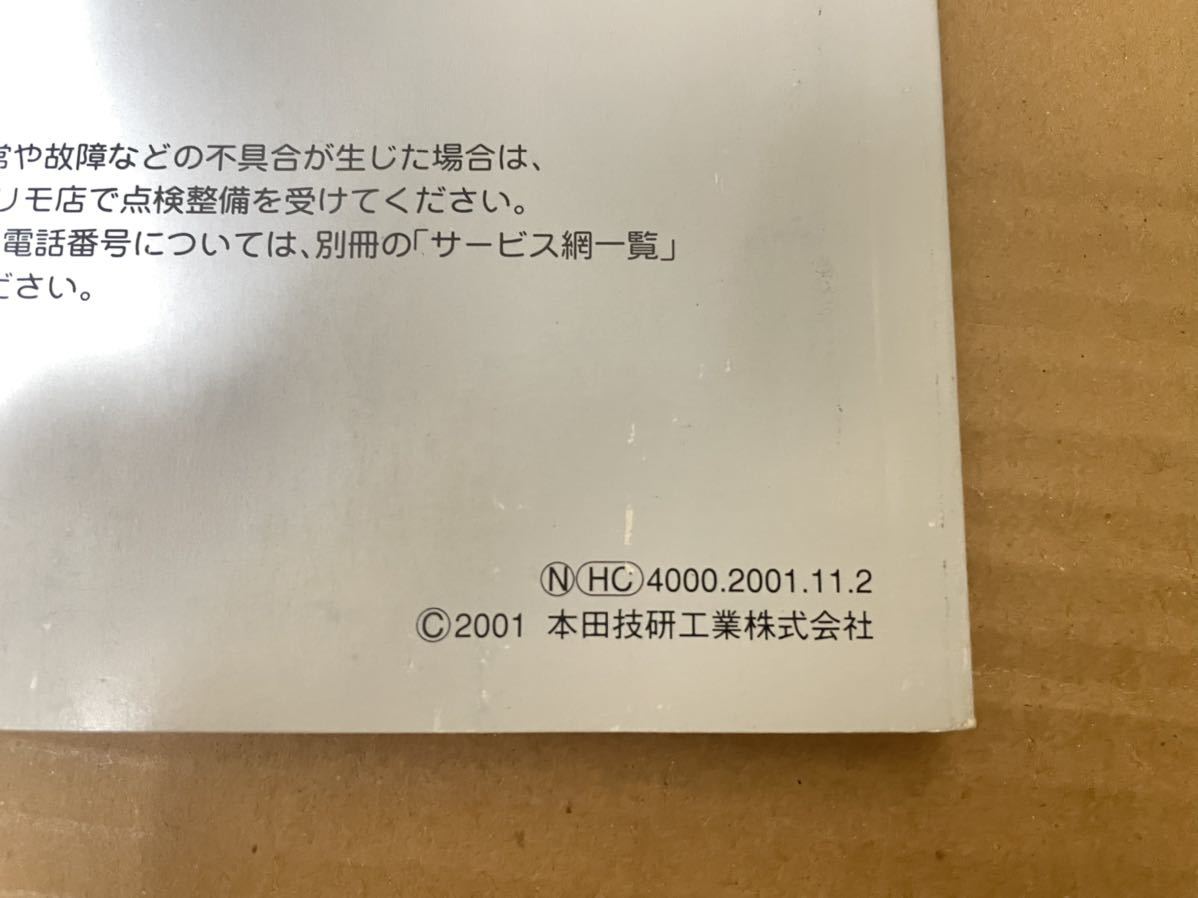 常や故障などの不具合が生じた場合は、
リモ店で点検整備を受けてください。
電話番号については、別冊の「サービス網一覧」
ださい。
ⓃHC4000.2001.11.2
©2001 本田技研工業株式会社